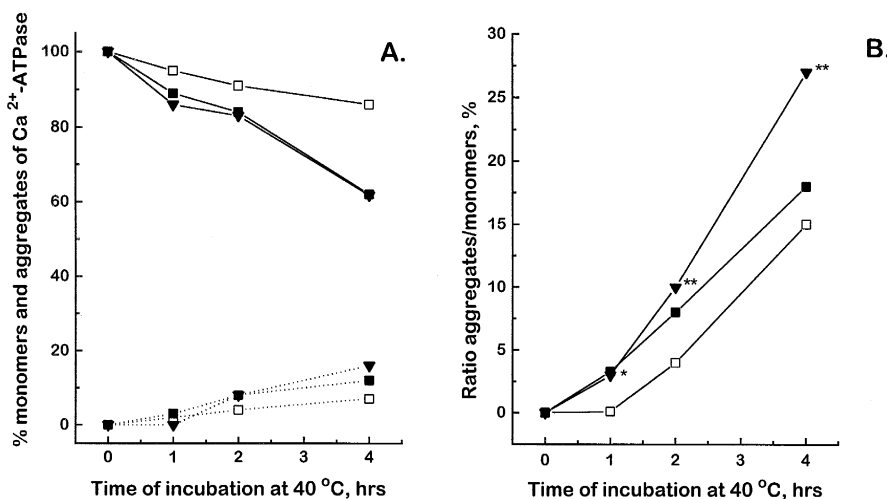 A.
% monomers and aggregates of Ca 2+-ATPase
100
80
60
40
20
0
0 1 2 3 4
Time of incubation at 40 °C, hrs
B.
Ratio aggregates/monomers, %
30
25
20
15
10
5
0
**
**
*
0 1 2 3 4
Time of incubation at 40 °C, hrs